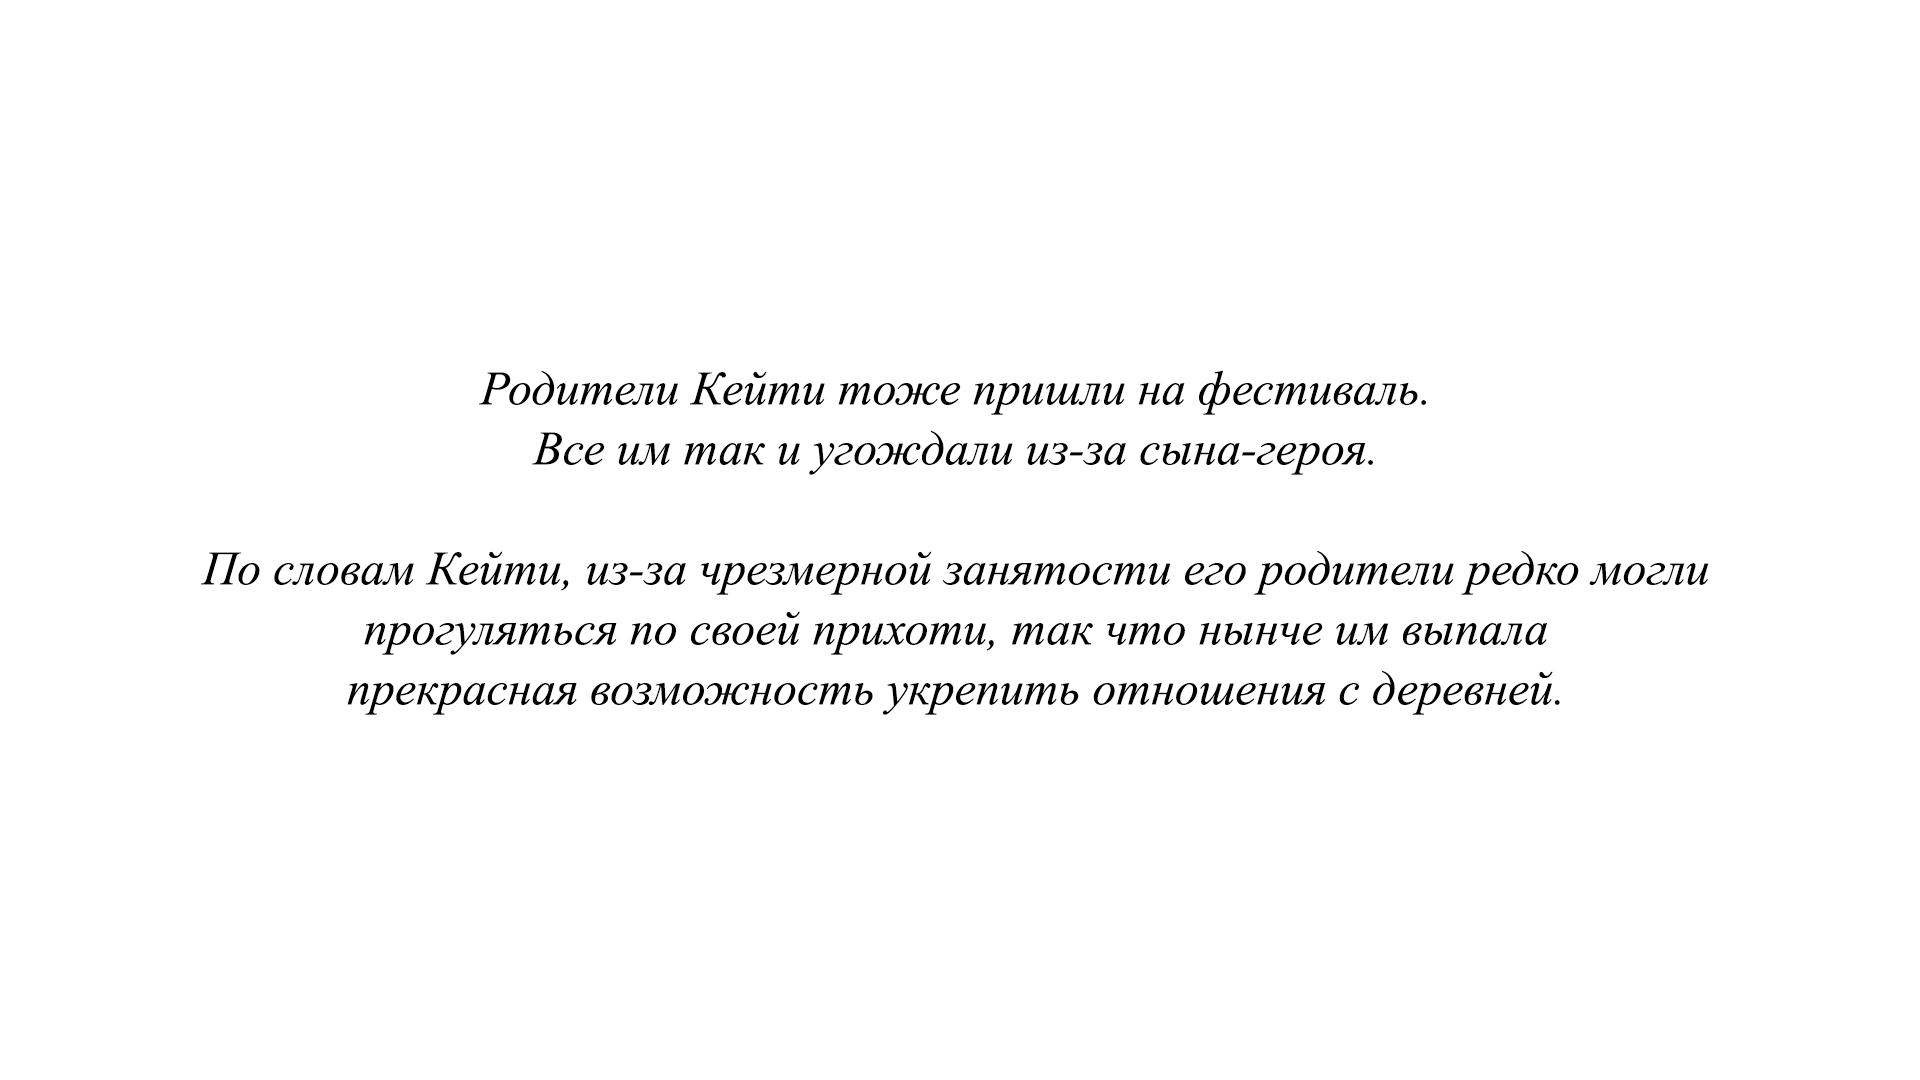 Родители Кейти тоже пришли на фестиваль.
Все им так и угождали из-за сына-героя.
По словам Кейти, из-за чрезмерной занятости его родители редко могли
прогуляться по своей прихоти, так что нынче им выпала
прекрасная возможность укрепить отношения с деревней.